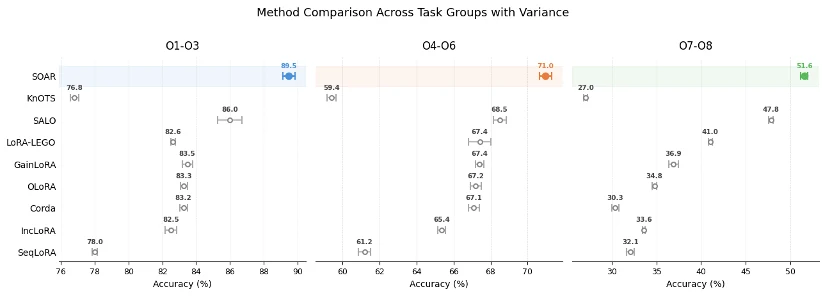 Method Comparison Across Task Groups with Variance
O1-O3
O4-O6
O7-O8
SOAR 89.5 71.0 51.6
KnOTS 76.8 59.4 27.0
SALO 86.0 68.5 47.8
LoRA-LEGO 82.6 67.4 41.0
GainLoRA 83.5 67.4 36.9
OLoRA 83.3 67.2 34.8
Corda 83.2 67.1 30.3
IncLoRA 82.5 65.4 33.6
SeqLoRA 78.0 61.2 32.1
76 78 80 82 84 86 88 90
60 62 64 66 68 70
30 35 40 45 50
Accuracy (%)
Accuracy (%)
Accuracy (%)